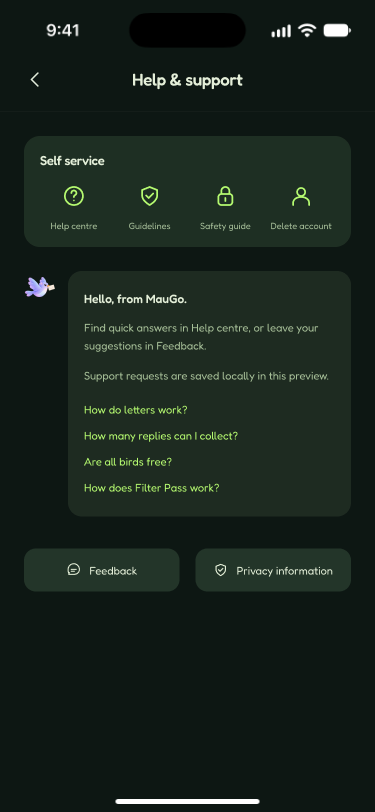 9:41
Help & support
Self service
Help centre
Guidelines
Safety guide
Delete account
Hello, from MauGo.
Find quick answers in Help centre, or leave your
suggestions in Feedback.
Support requests are saved locally in this preview.
How do letters work?
How many replies can I collect?
Are all birds free?
How does Filter Pass work?
Feedback
Privacy information